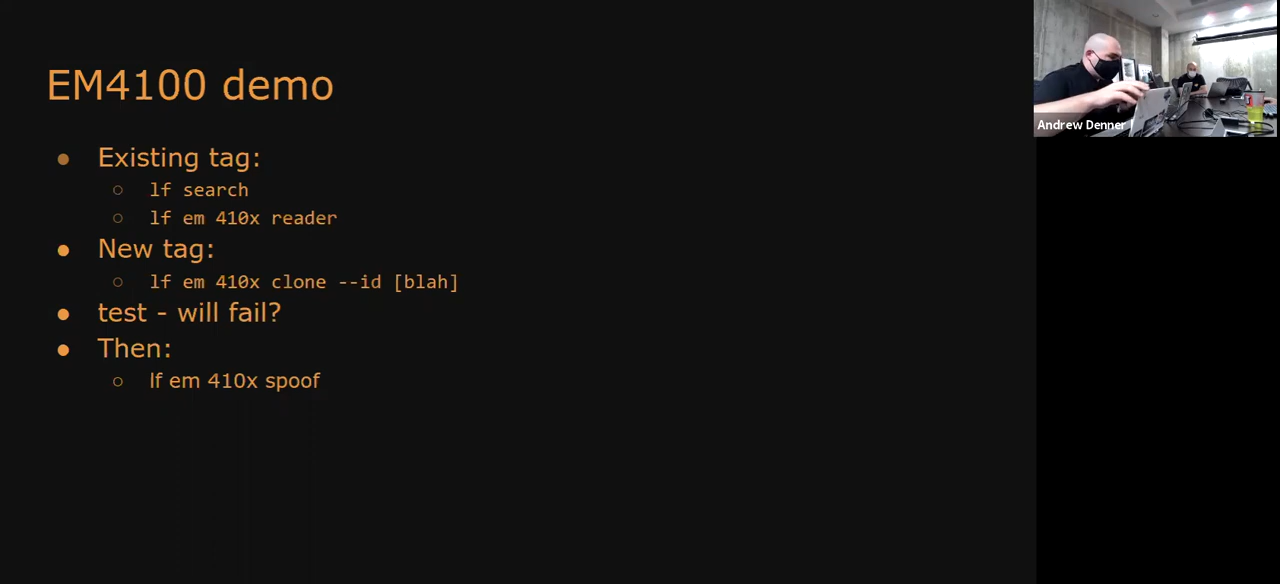 EM4100 demo
Existing tag:
lf search
lf em 410x reader
New tag:
lf em 410x clone --id [blah]
test - will fail?
Then:
lf em 410x spoof
Andrew Denner